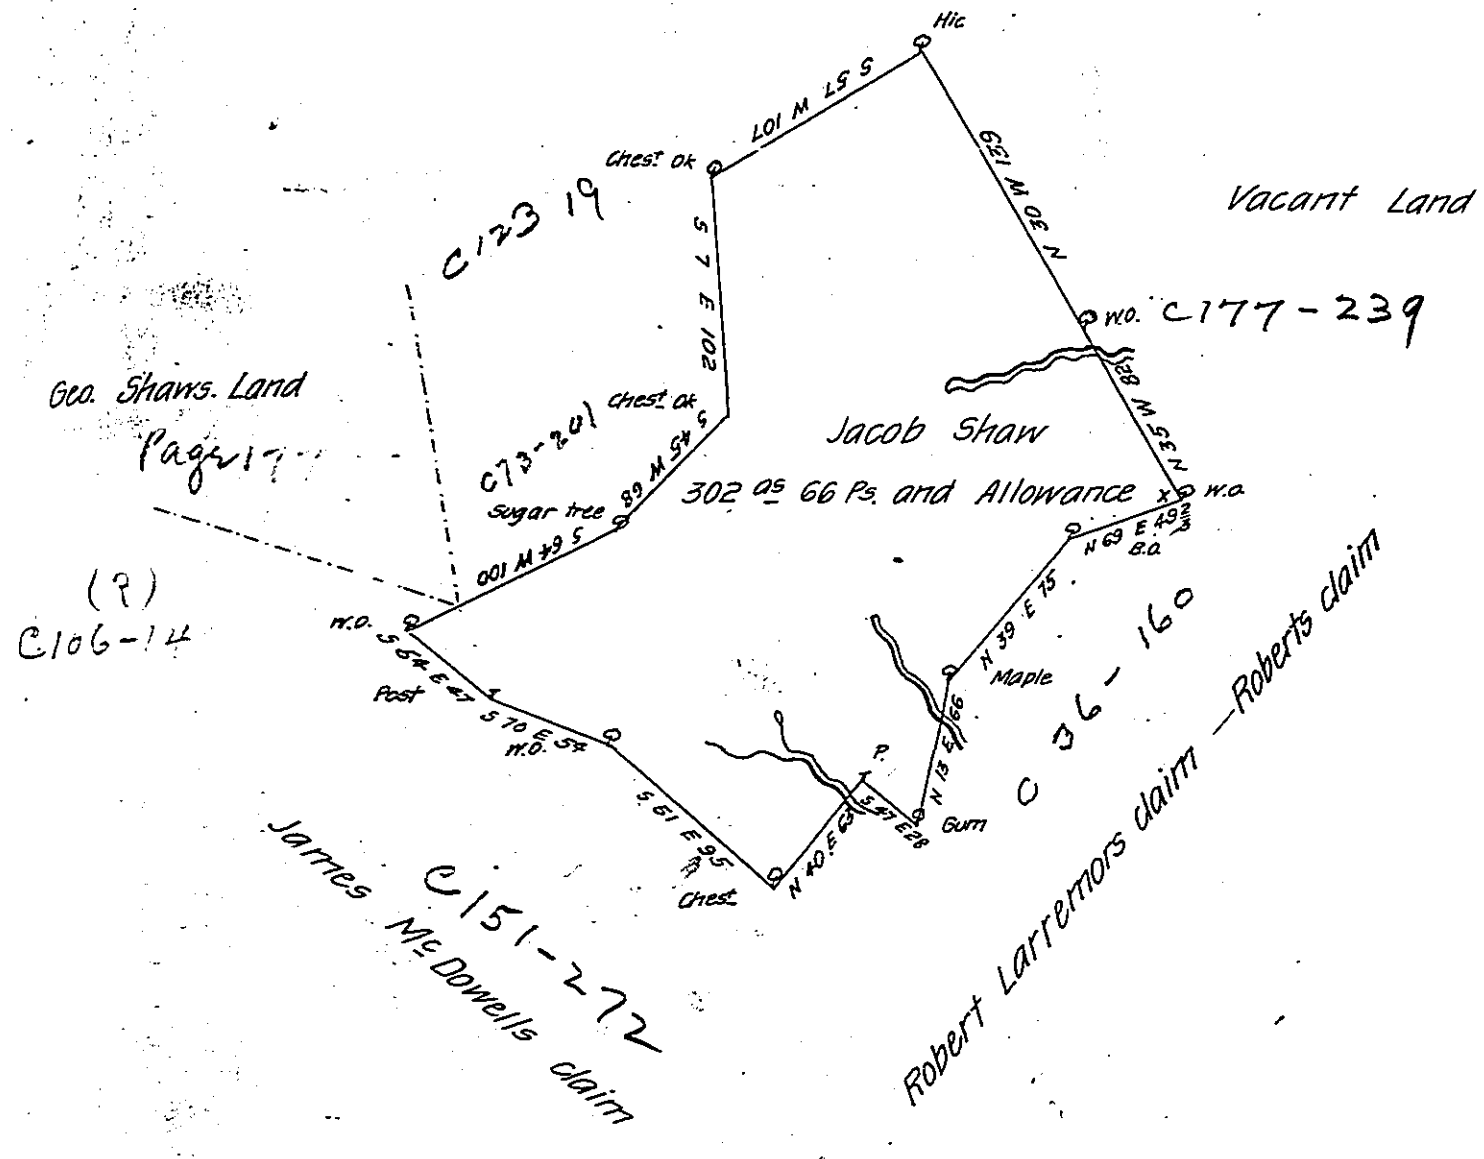 Hic
S 57 W 107
Chest Ok
C123 19
N 30 W 139
Vacant Land
S 7 E 102
W.O. C177-239
Geo. Shaws. Land
Page
Chest Ok
C73-201
S 45 W 68
Jacob Shaw
N 35 W 82
302 as 66 Ps. and Allowance
x W.O.
Sugar tree
S 64 W 100
N 69 E 49 2/3
B.O.
(?)
C106-14
W.O.
S 64 E 47
Post
S 70 E 54
W.O.
N 39 E 75
Maple
C 36-160
N 13 E 66
P.
S 47 E 28
Gum
S 61 E 95
N 40 E 63
Chest
James McDowells claim
C151-272
Robert Larremors claim — Roberts claim